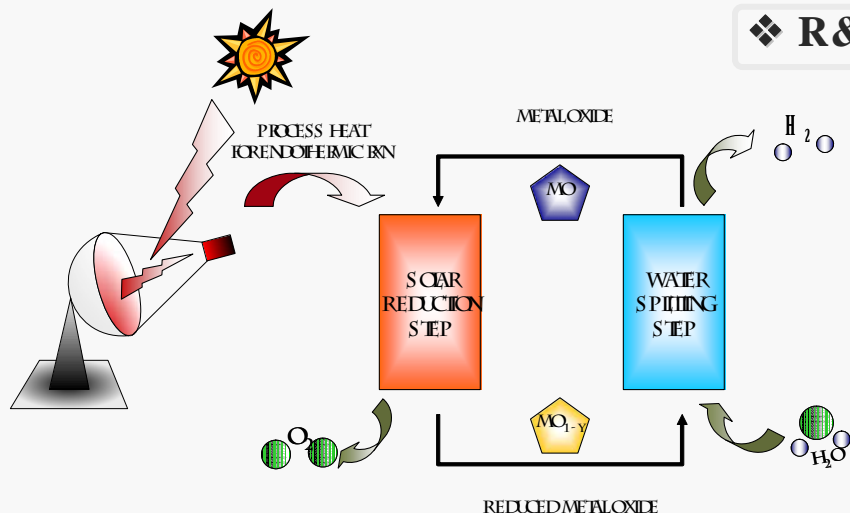 ❖ R&
PROCESS HEAT
FOR ENDOTHERMIC RXN
METAL OXIDE
H 2
MO
SOLAR
REDUCTION
STEP
WATER
SPLITTING
STEP
O2
MO1-Y
H2O
REDUCED METAL OXIDE